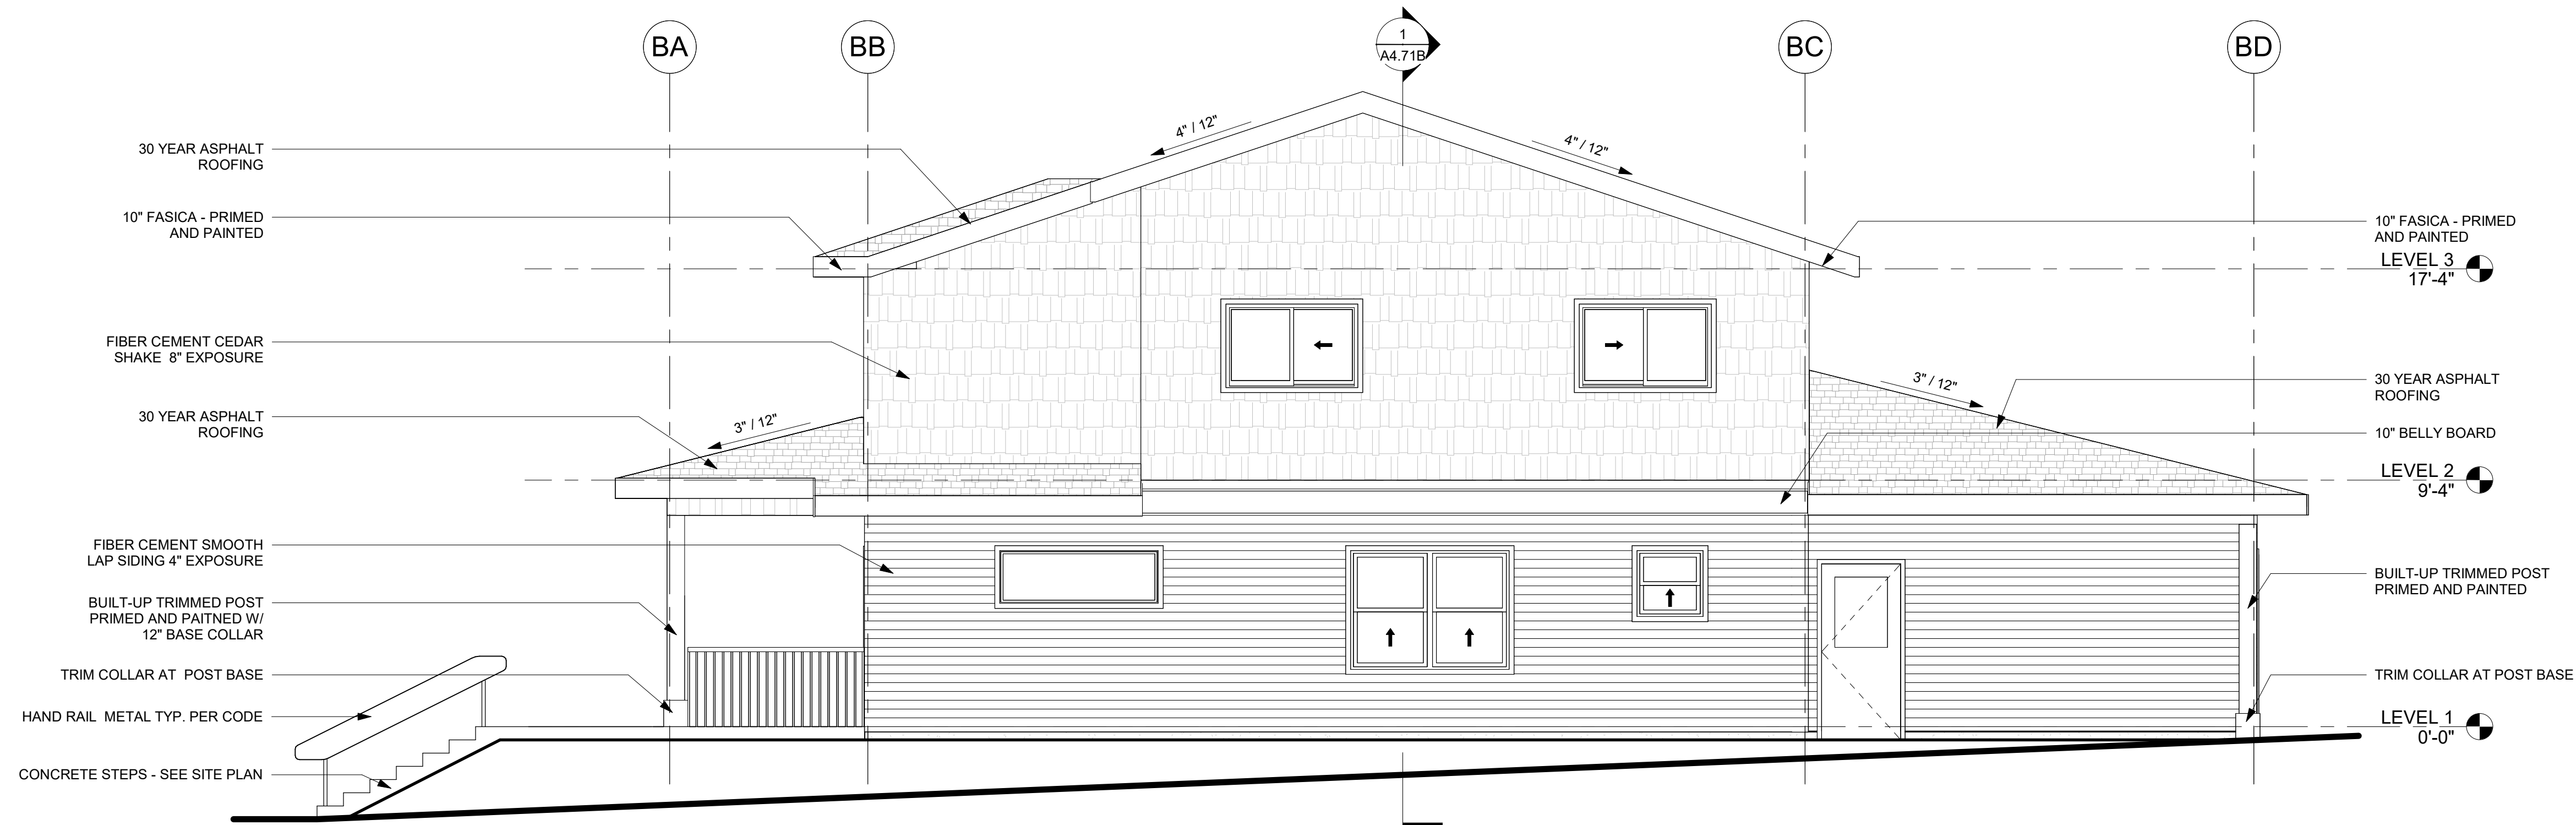 BA
BB
1
A4.71B
BC
BD
4" / 12"
4" / 12"
30 YEAR ASPHALT
ROOFING
10" FASICA - PRIMED
AND PAINTED
10" FASICA - PRIMED
AND PAINTED
LEVEL 3
17'-4"
FIBER CEMENT CEDAR
SHAKE 8" EXPOSURE
30 YEAR ASPHALT
ROOFING
3" / 12"
3" / 12"
30 YEAR ASPHALT
ROOFING
10" BELLY BOARD
LEVEL 2
9'-4"
FIBER CEMENT SMOOTH
LAP SIDING 4" EXPOSURE
BUILT-UP TRIMMED POST
PRIMED AND PAITNED W/
12" BASE COLLAR
BUILT-UP TRIMMED POST
PRIMED AND PAINTED
TRIM COLLAR AT POST BASE
TRIM COLLAR AT POST BASE
HAND RAIL METAL TYP. PER CODE
LEVEL 1
0'-0"
CONCRETE STEPS - SEE SITE PLAN